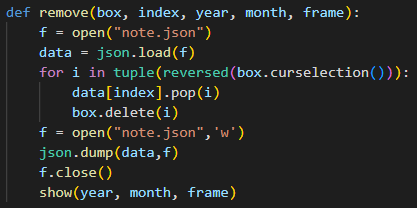 def remove(box, index, year, month, frame):
    f = open("note.json")
    data = json.load(f)
    for i in tuple(reversed(box.curselection())):
        data[index].pop(i)
        box.delete(i)
    f = open("note.json",'w')
    json.dump(data,f)
    f.close()
    show(year, month, frame)